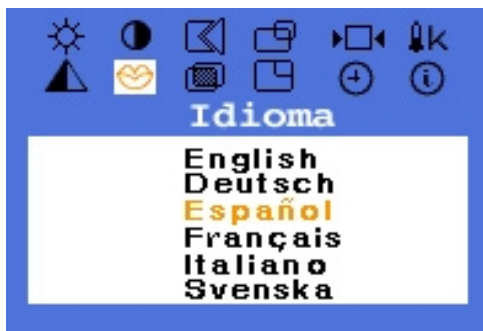 K
Idioma
English
Deutsch
Español
Français
Italiano
Svenska